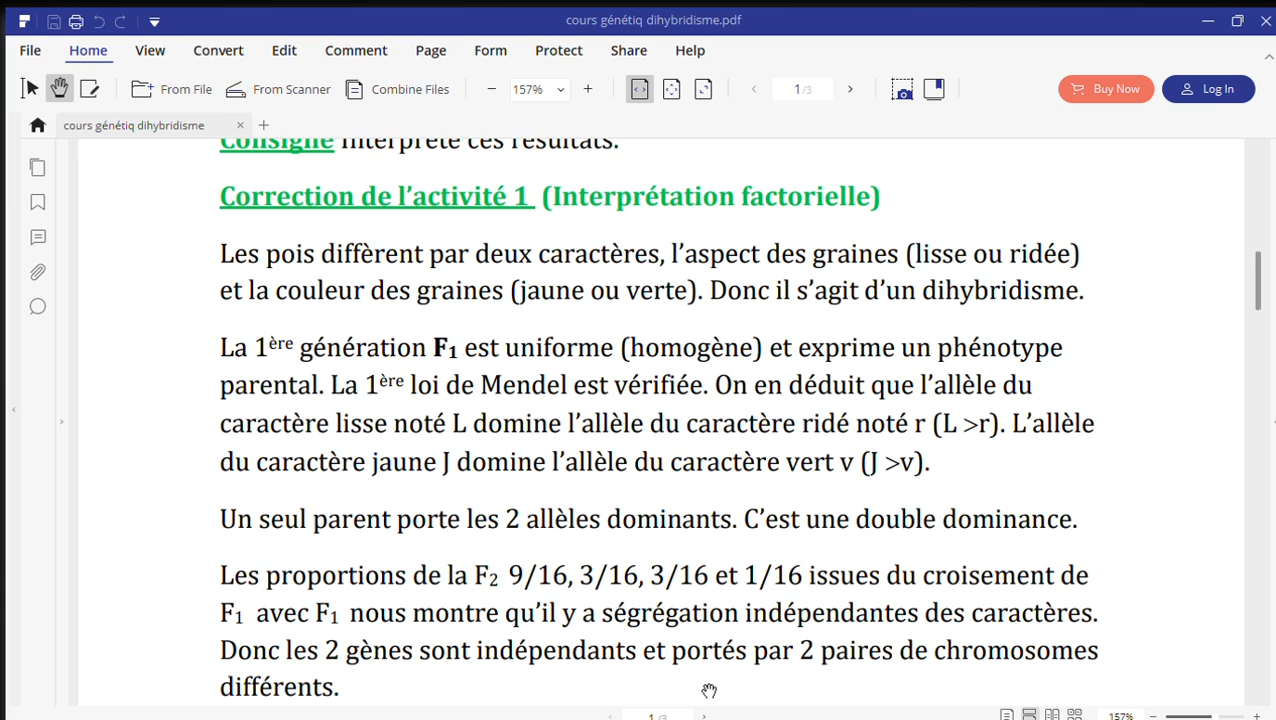 cours génétiq dihybridisme.pdf
File Home View Convert Edit Comment Page Form Protect Share Help
From File From Scanner Combine Files 157% 1/3 Buy Now Log In
cours génétiq dihybridisme
Consigne Interprète ces résultats.
Correction de l’activité 1 (Interprétation factorielle)
Les pois diffèrent par deux caractères, l’aspect des graines (lisse ou ridée)
et la couleur des graines (jaune ou verte). Donc il s’agit d’un dihybridisme.
La 1ère génération F1 est uniforme (homogène) et exprime un phénotype
parental. La 1ère loi de Mendel est vérifiée. On en déduit que l’allèle du
caractère lisse noté L domine l’allèle du caractère ridé noté r (L >r). L’allèle
du caractère jaune J domine l’allèle du caractère vert v (J >v).
Un seul parent porte les 2 allèles dominants. C’est une double dominance.
Les proportions de la F2 9/16, 3/16, 3/16 et 1/16 issues du croisement de
F1 avec F1 nous montre qu’il y a ségrégation indépendantes des caractères.
Donc les 2 gènes sont indépendants et portés par 2 paires de chromosomes
différents.
1/3 157%